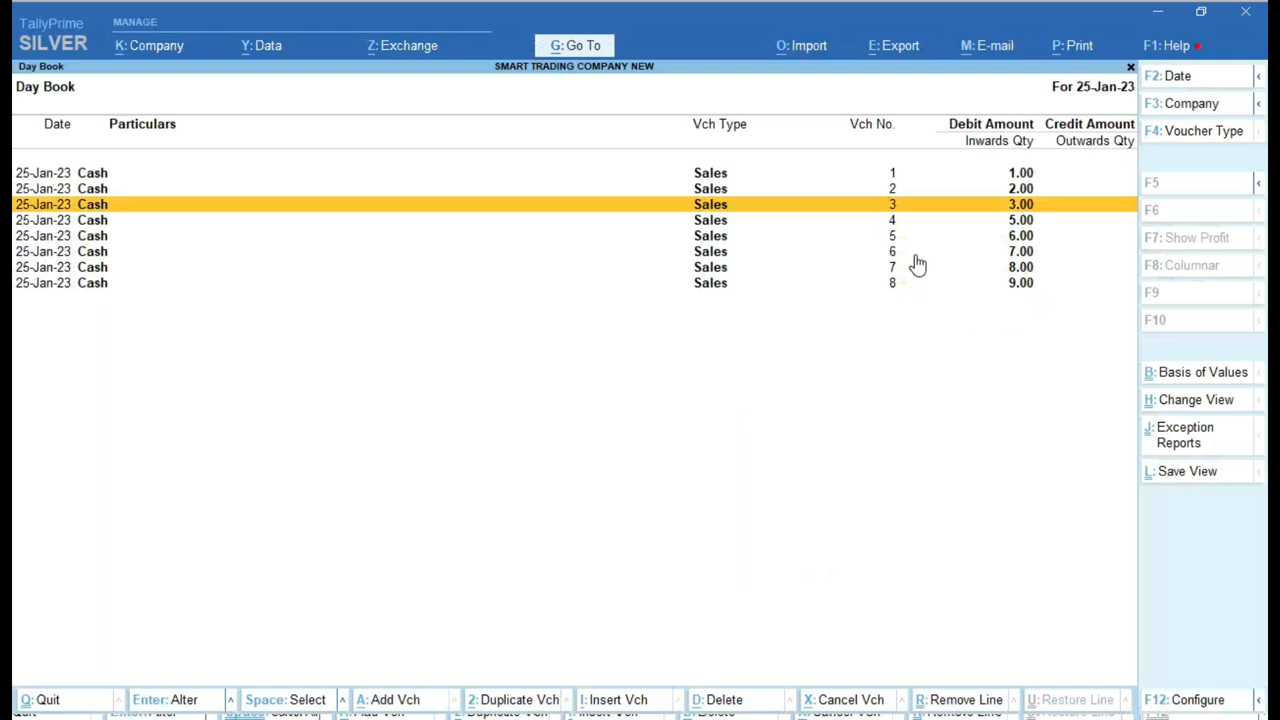 TallyPrime MANAGE
SILVER K: Company Y: Data Z: Exchange G: Go To O: Import E: Export M: E-mail P: Print F1: Help
Day Book SMART TRADING COMPANY NEW
Day Book For 25-Jan-23
Date Particulars Vch Type Vch No. Debit Amount Credit Amount
Inwards Qty Outwards Qty
25-Jan-23 Cash Sales 1 1.00
25-Jan-23 Cash Sales 2 2.00
25-Jan-23 Cash Sales 3 3.00
25-Jan-23 Cash Sales 4 5.00
25-Jan-23 Cash Sales 5 6.00
25-Jan-23 Cash Sales 6 7.00
25-Jan-23 Cash Sales 7 8.00
25-Jan-23 Cash Sales 8 9.00
F2: Date
F3: Company
F4: Voucher Type
F5
F6
F7: Show Profit
F8: Columnar
F9
F10
B: Basis of Values
H: Change View
J: Exception
Reports
L: Save View
Q: Quit Enter: Alter Space: Select A: Add Vch 2: Duplicate Vch I: Insert Vch D: Delete X: Cancel Vch R: Remove Line U: Restore Line F12: Configure